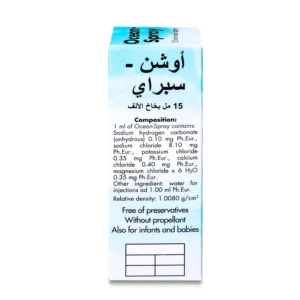 Ocean-
Spray
أوشن -
سبراي
15 مل بخاخ الأنف
Composition:
1 ml of Ocean-Spray contains:
Sodium hydrogen carbonate
(anhydrous) 0.10 mg Ph. Eur.,
sodium chloride 8.10 mg
Ph.Eur., potassium chloride
0.35 mg Ph.Eur., calcium
chloride 0.40 mg Ph.Eur.,
magnesium chloride x 6 H₂O
0.35 mg Ph.Eur.
Other ingredient: water for
injections ad 1.00 ml Ph.Eur.
Relative density: 1.0080 g/cm³
Free of preservatives
Without propellant
Also for infants and babies